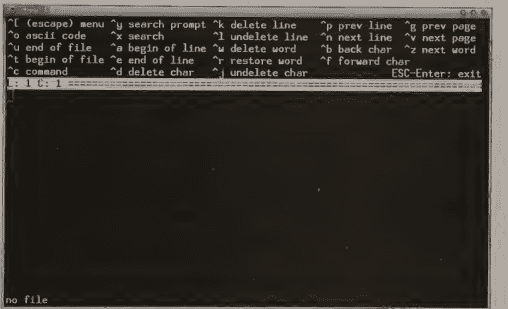 ^[ (escape) menu ^y search prompt ^k delete line ^p prev line ^g prev page
^o ascii code ^x search ^l undelete line ^n next line ^v next page
^u end of file ^a begin of line ^w delete word ^b back char ^z next word
^t begin of file ^e end of line ^r restore word ^f forward char
^c command ^d delete char ^j undelete char ESC-Enter: exit
L: 1 C: 1 ================================================================
no file